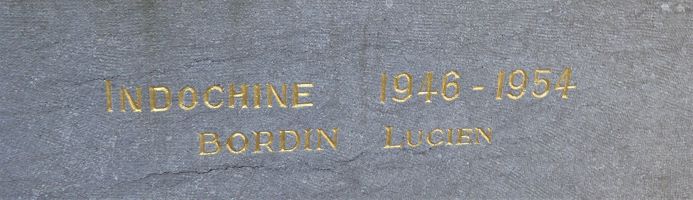 INDOCHINE 1946-1954
BORDIN LUCIEN